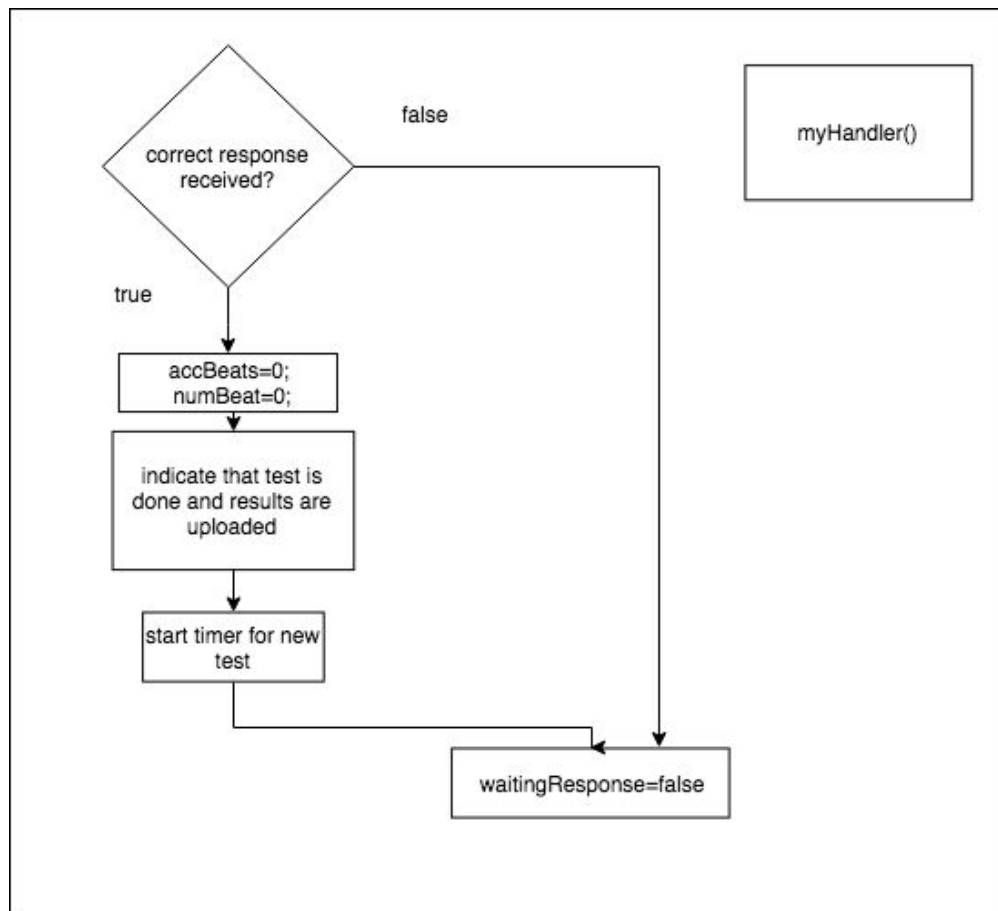 false
myHandler()
correct response
received?
true
accBeats=0;
numBeat=0;
indicate that test is
done and results are
uploaded
start timer for new
test
waitingResponse=false